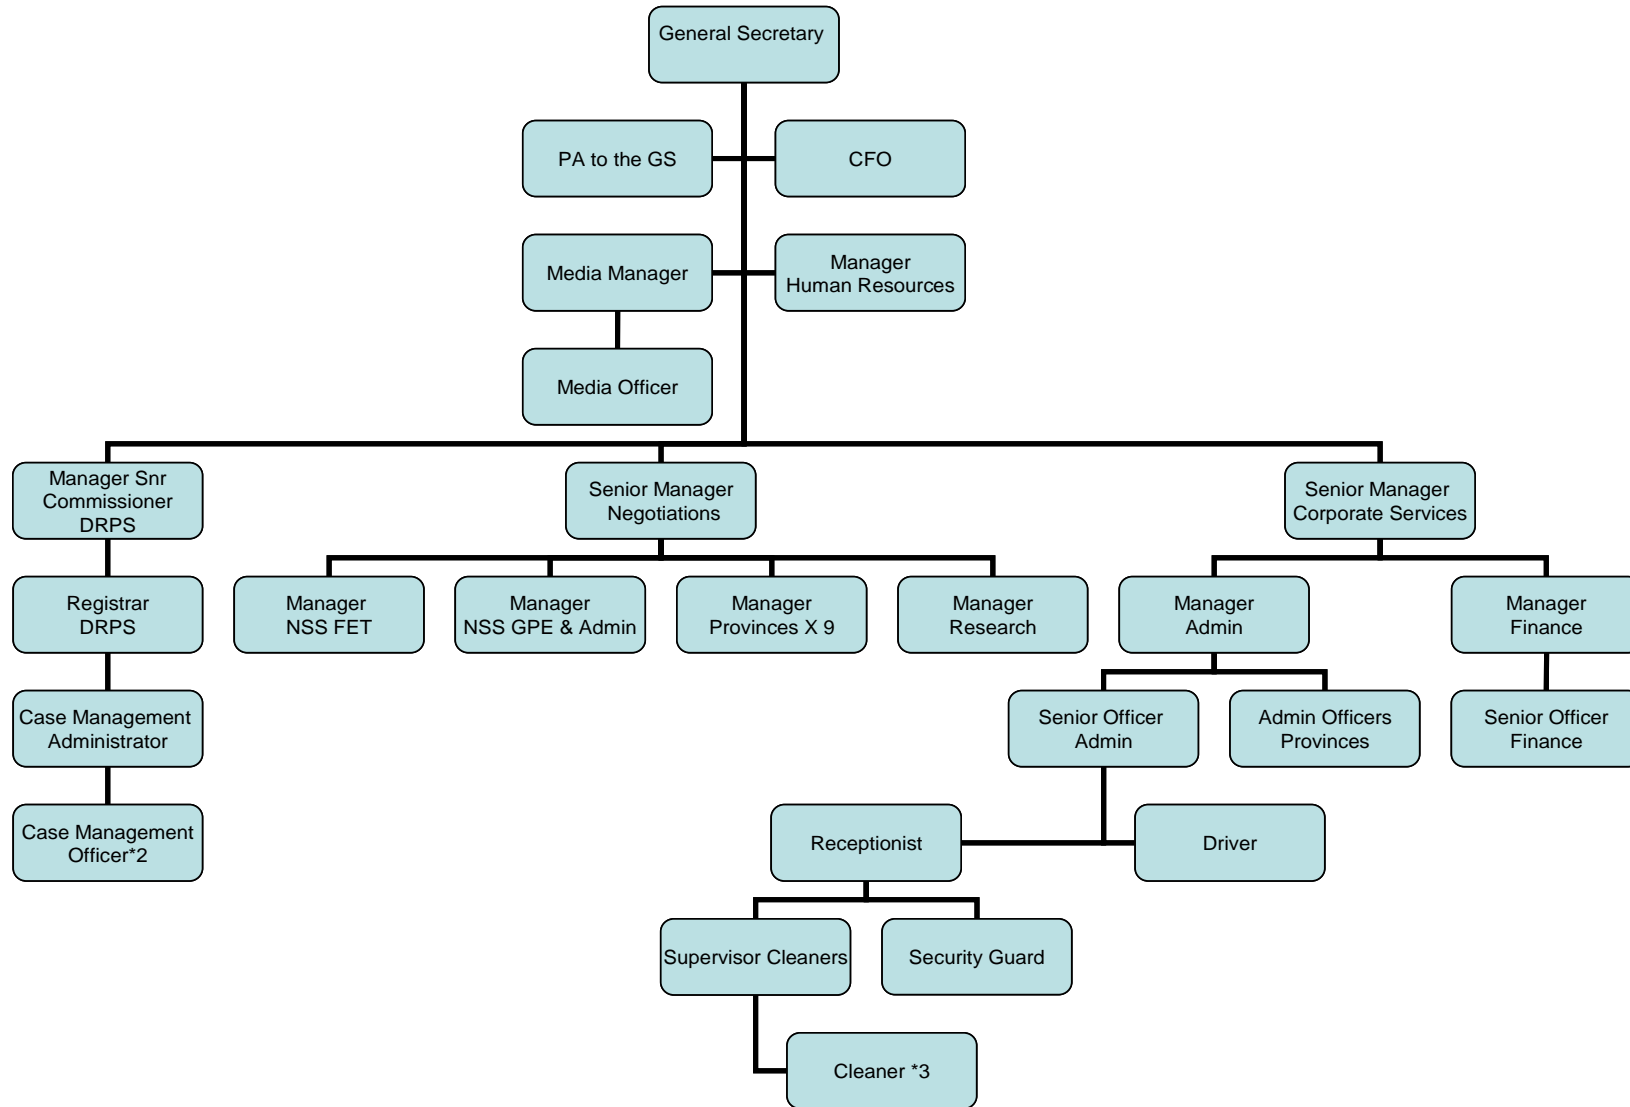 General Secretary
PA to the GS
CFO
Media Manager
Manager
Human Resources
Media Officer
Manager Snr
Commissioner
DRPS
Senior Manager
Negotiations
Senior Manager
Corporate Services
Registrar
DRPS
Manager
NSS FET
Manager
NSS GPE & Admin
Manager
Provinces X 9
Manager
Research
Manager
Admin
Manager
Finance
Case Management
Administrator
Senior Officer
Admin
Admin Officers
Provinces
Senior Officer
Finance
Case Management
Officer*2
Receptionist
Driver
Supervisor Cleaners
Security Guard
Cleaner *3